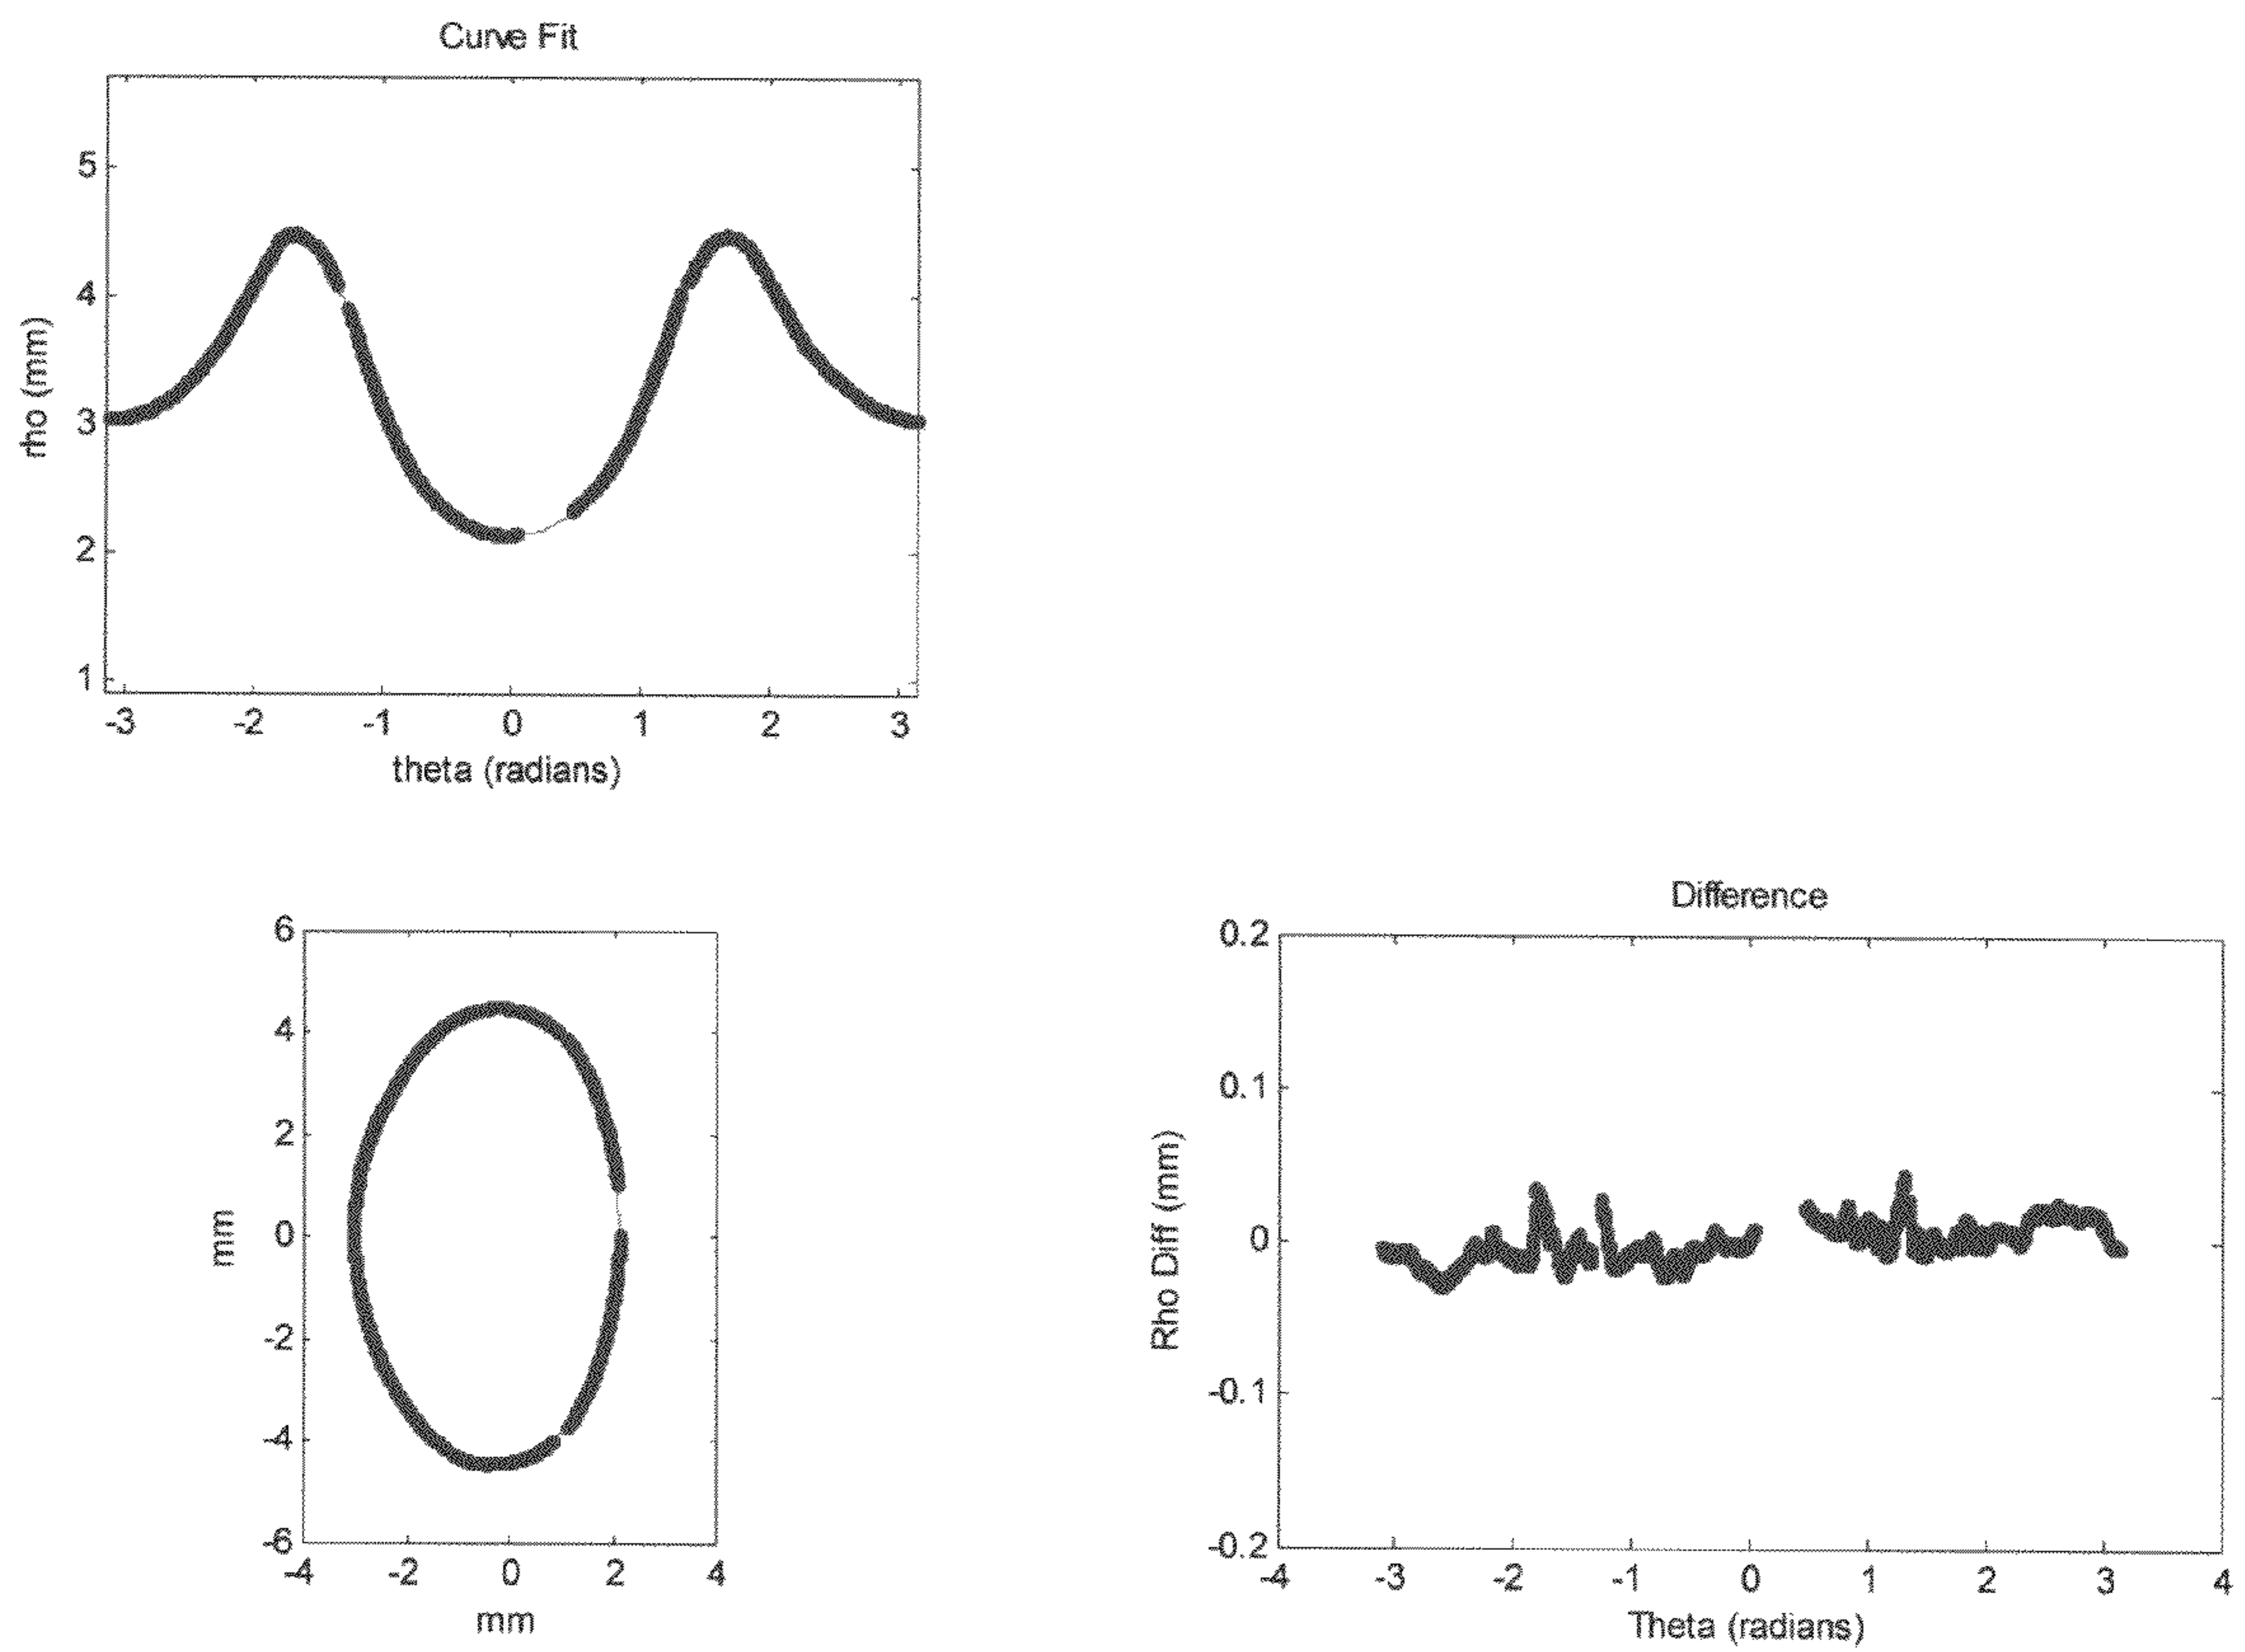 Curve Fit
5
4
3
2
1
rho (mm)
-3 -2 -1 0 1 2 3
theta (radians)
6
4
2
0
-2
-4
-6
mm
-4 -2 0 2 4
mm
Difference
0.2
0.1
0
-0.1
-0.2
Rho Diff (mm)
-4 -3 -2 -1 0 1 2 3 4
Theta (radians)